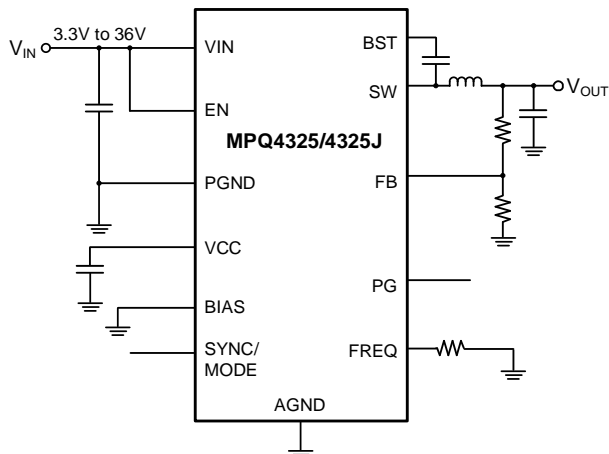 3.3V to 36V
VIN
VIN
BST
SW
VOUT
EN
MPQ4325/4325J
PGND
FB
VCC
BIAS
PG
SYNC/
MODE
FREQ
AGND